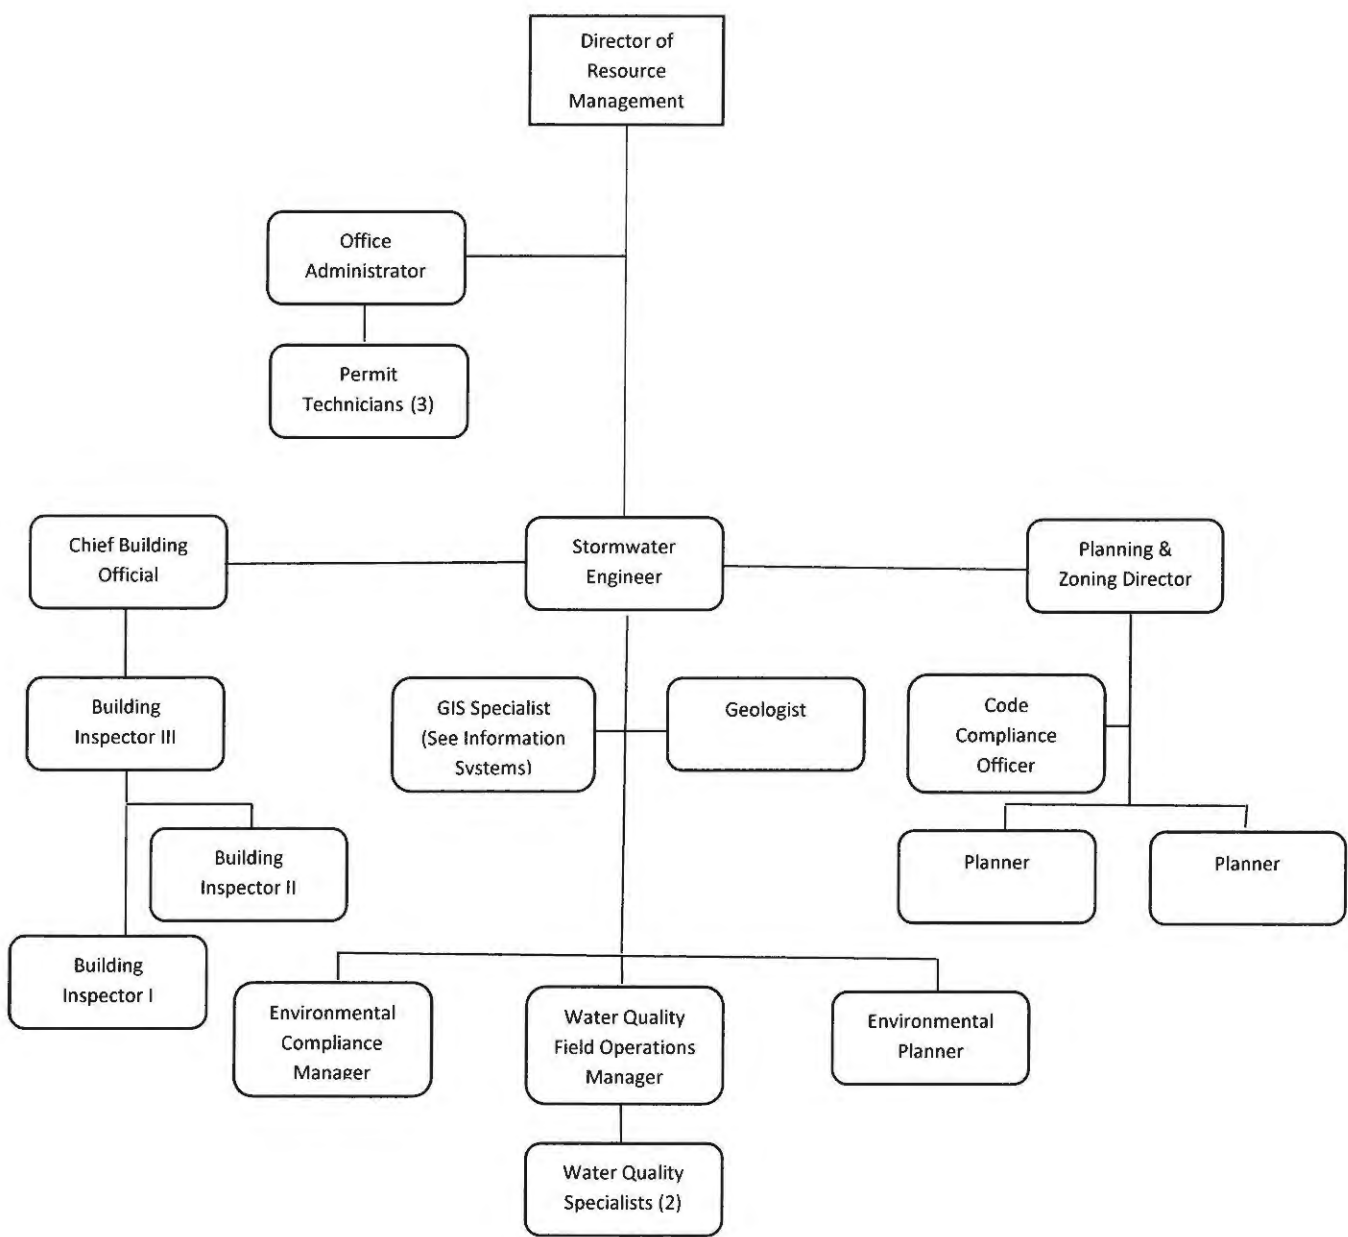 Director of
Resource
Management
Office
Administrator
Permit
Technicians (3)
Chief Building
Official
Stormwater
Engineer
Planning &
Zoning Director
Building
Inspector III
GIS Specialist
(See Information
Systems)
Geologist
Code
Compliance
Officer
Building
Inspector II
Planner
Planner
Building
Inspector I
Environmental
Compliance
Manager
Water Quality
Field Operations
Manager
Environmental
Planner
Water Quality
Specialists (2)